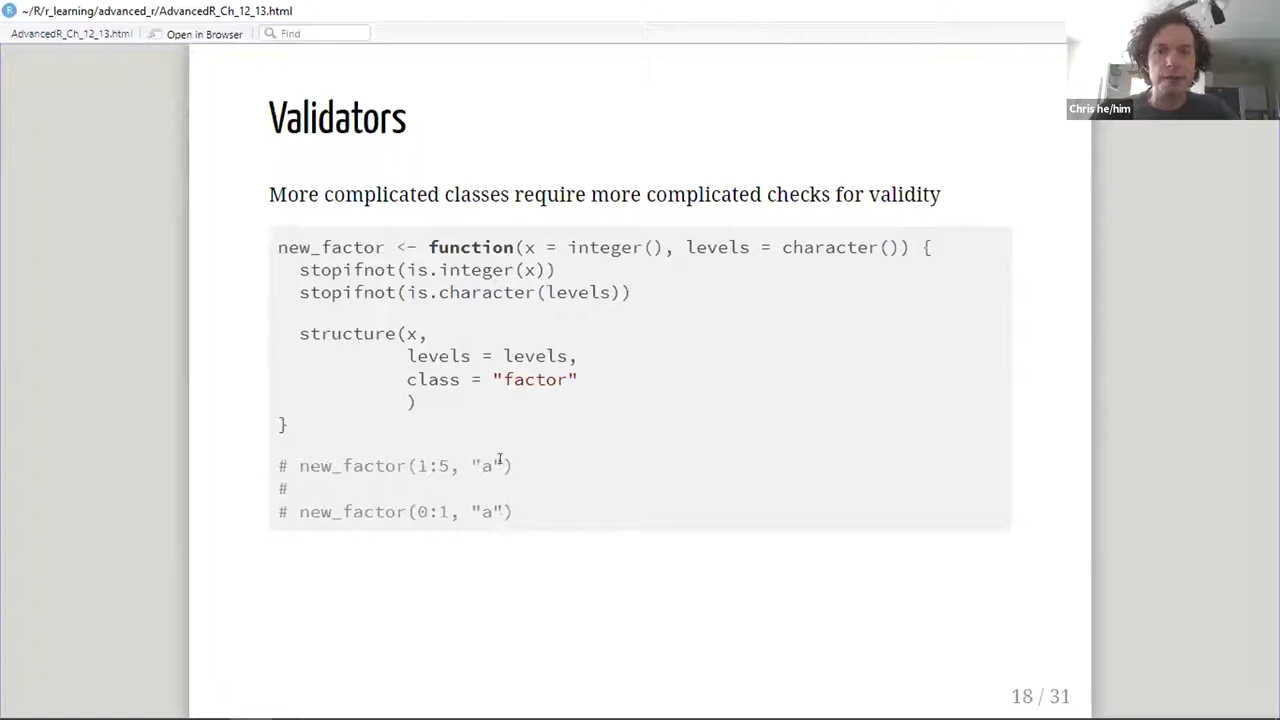 ~/R/r_learning/advanced_r/AdvancedR_Ch_12_13.html
AdvancedR_Ch_12_13.html Open in Browser Find
Chris he/him
Validators
More complicated classes require more complicated checks for validity
new_factor <- function(x = integer(), levels = character()) {
  stopifnot(is.integer(x))
  stopifnot(is.character(levels))
  structure(x,
            levels = levels,
            class = "factor"
            )
}
# new_factor(1:5, "a")
#
# new_factor(0:1, "a")
18 / 31